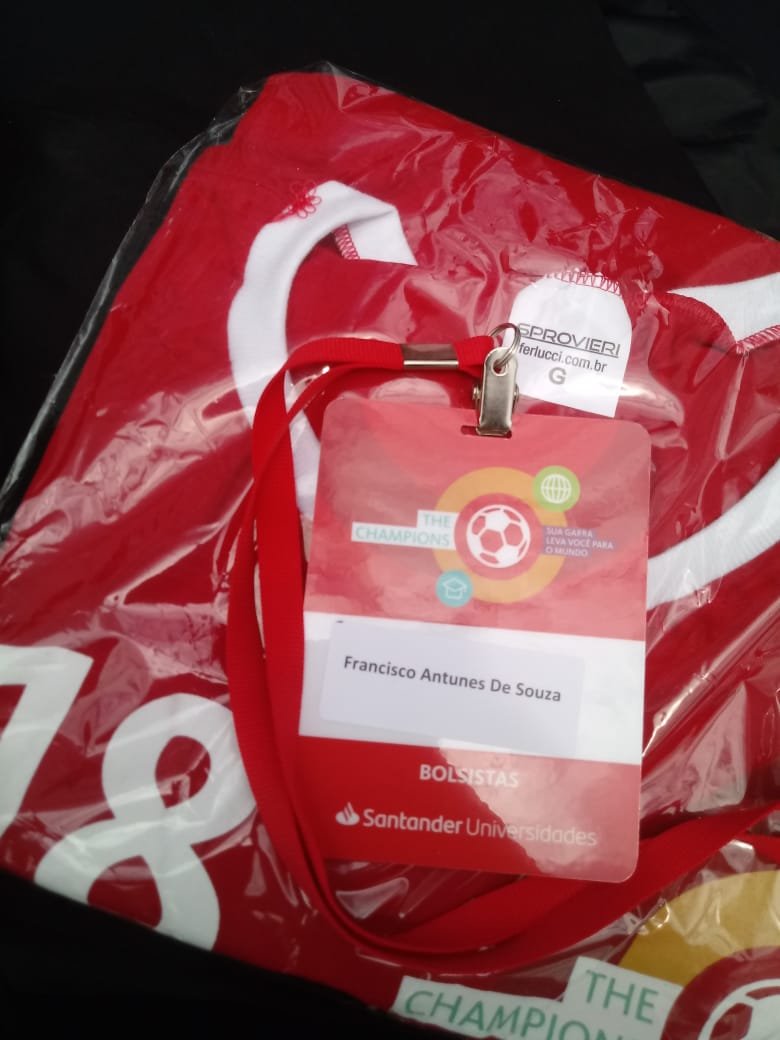 SPROVIERI
ferlucci.com.br
G
THE
CHAMPIONS
SUA GARRA
LEVA VOCÊ PARA
O MUNDO
Francisco Antunes De Souza
BOLSISTAS
Santander Universidades
78
THE
CHAMPION